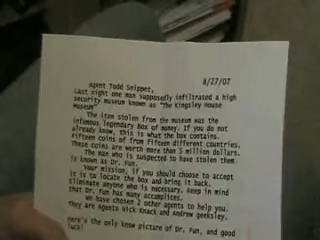 8/27/07
Agent Todd Snippet,
Last night one man supposedly infiltrated a high
security museum known as "The Kingsley House
Museum"
The item stolen from the museum was the
infamous legendary box of money. If you do not
already know, this is what the box contains.
Fifteen coins of from fifteen different countries.
These coins are worth more than 3 million dollars.
The man who is suspected to have stolen them
is known as Dr. Fun.
Your mission, if you should choose to accept
it is to locate the box and bring it back.
Eliminate anyone who is necessary. Keep in mind
that Dr. Fun has many accomplices.
We have chosen 2 other agents to help you.
They are Agents Nick Knack and Andrew geeksley.
Here's the only know picture of Dr. Fun, and good
luck!